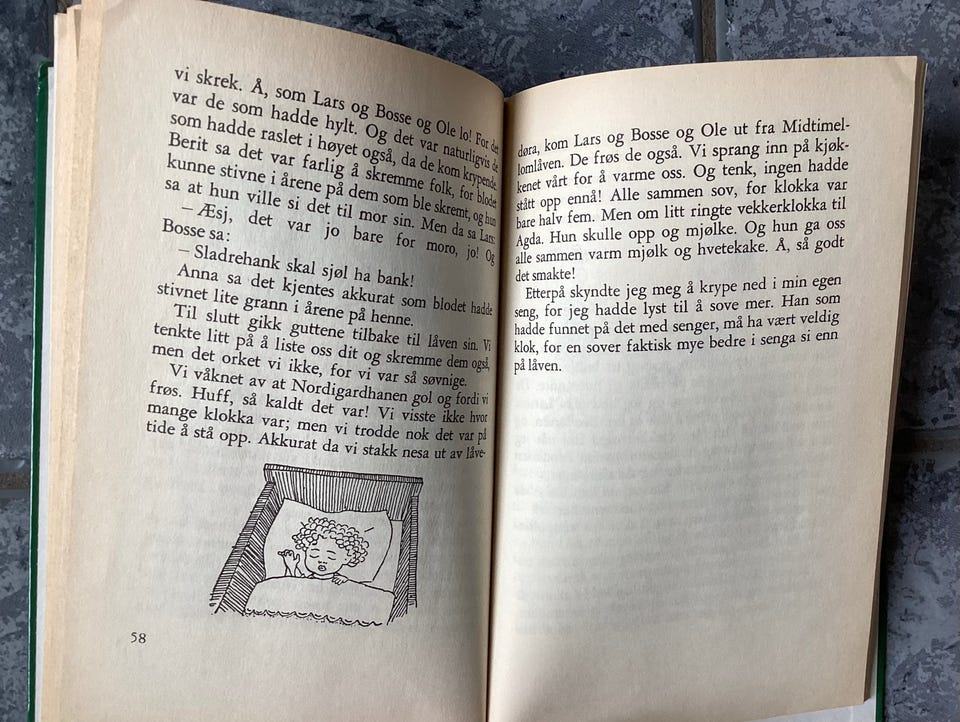 vi skrek. Å, som Lars og Bosse og Ole lo! For det
var de som hadde hylt. Og det var naturligvis de
som hadde raslet i høyet også, da de kom krypende.
Berit sa det var farlig å skremme folk, for blodet
kunne stivne i årene på dem som ble skremt, og hun
sa at hun ville si det til mor sin. Men da sa Lars:
– Æsj, det var jo bare for moro, jo! Og
Bosse sa:
– Sladrehank skal sjøl ha bank!
Anna sa det kjentes akkurat som blodet hadde
stivnet lite grann i årene på henne.
Til slutt gikk guttene tilbake til låven sin. Vi
tenkte litt på å liste oss dit og skremme dem også,
men det orket vi ikke, for vi var så søvnige.
Vi våknet av at Nordigardhanen gol og fordi vi
frøs. Huff, så kaldt det var! Vi visste ikke hvor
mange klokka var; men vi trodde nok det var på
tide å stå opp. Akkurat da vi stakk nesa ut av låve-
58
døra, kom Lars og Bosse og Ole ut fra Midtimel-
lomlåven. De frøs de også. Vi sprang inn på kjøk-
kenet vårt for å varme oss. Og tenk, ingen hadde
stått opp ennå! Alle sammen sov, for klokka var
bare halv fem. Men om litt ringte vekkerklokka til
Agda. Hun skulle opp og mjølke. Og hun ga oss
alle sammen varm mjølk og hvetekake. Å, så godt
det smakte!
Etterpå skyndte jeg meg å krype ned i min egen
seng, for jeg hadde lyst til å sove mer. Han som
hadde funnet på det med senger, må ha vært veldig
klok, for en sover faktisk mye bedre i senga si enn
på låven.